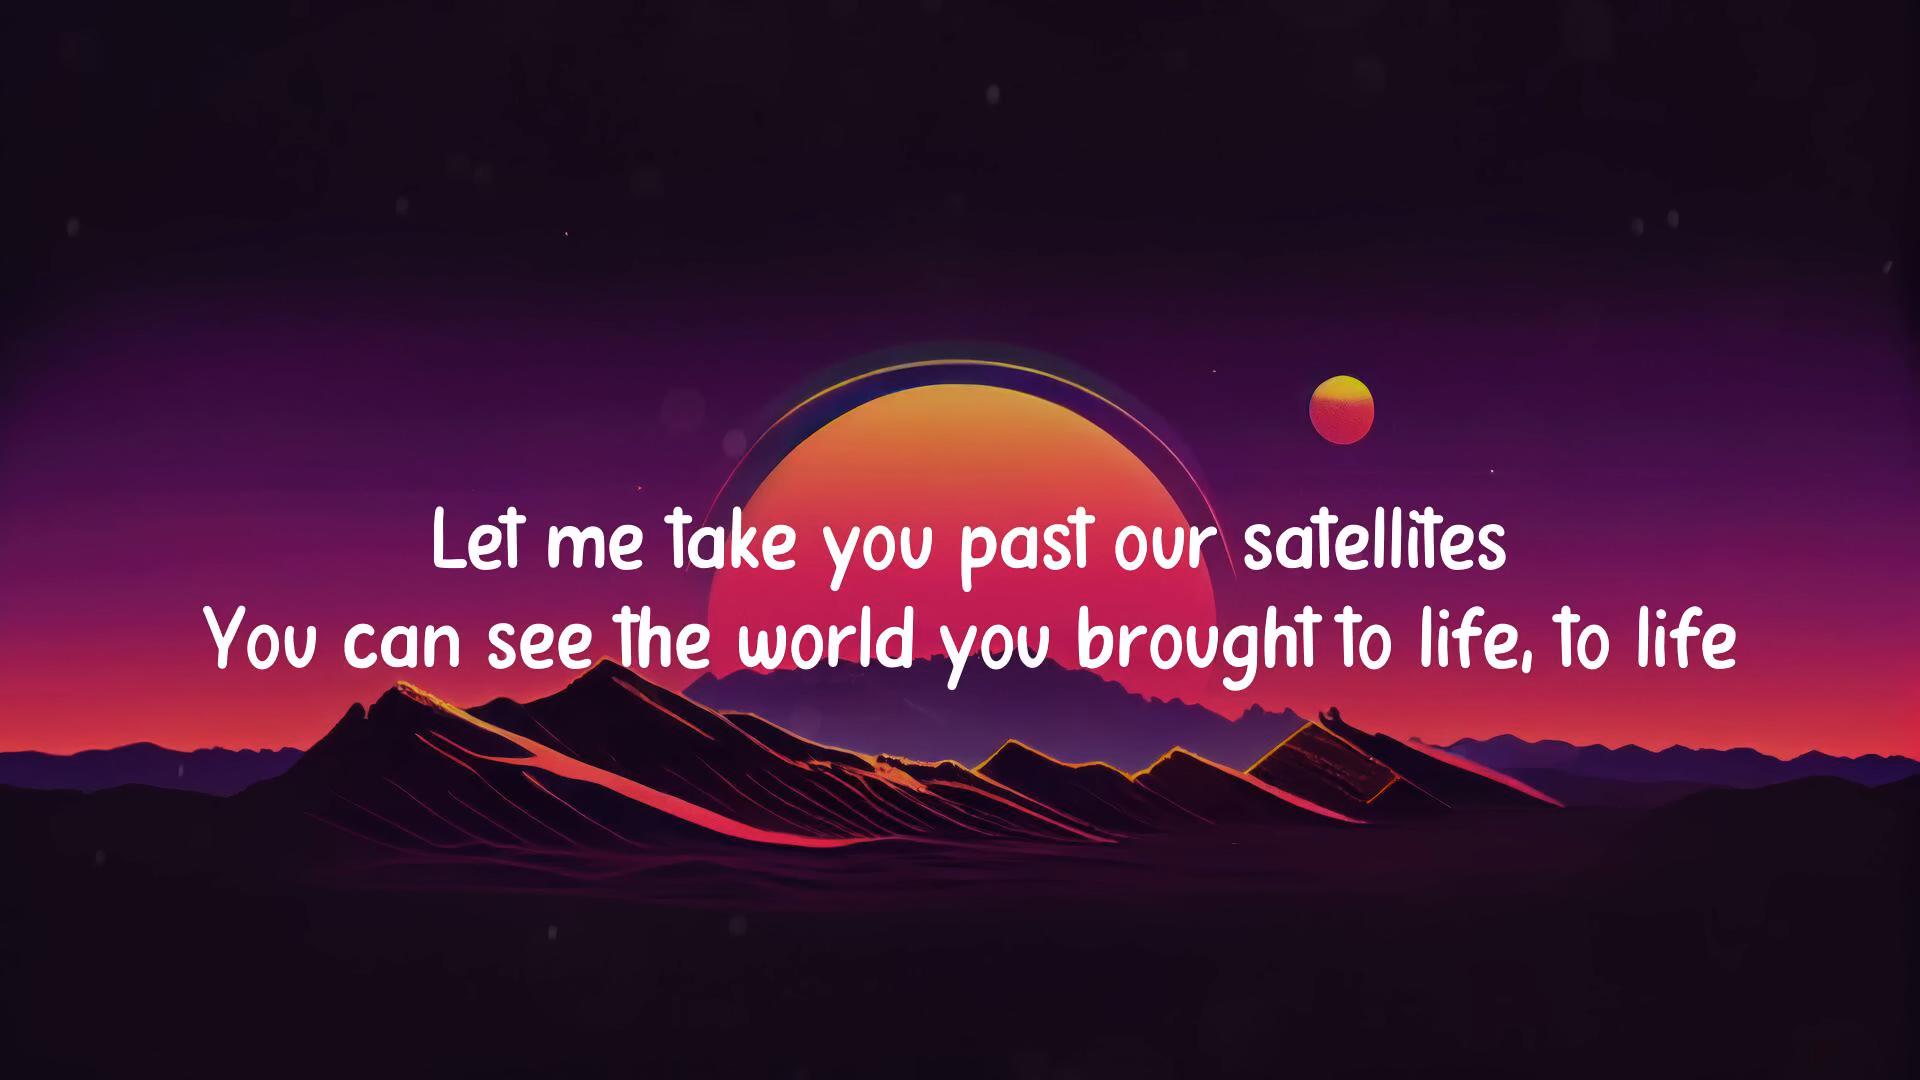 Let me take you past our satellites
You can see the world you brought to life, to life